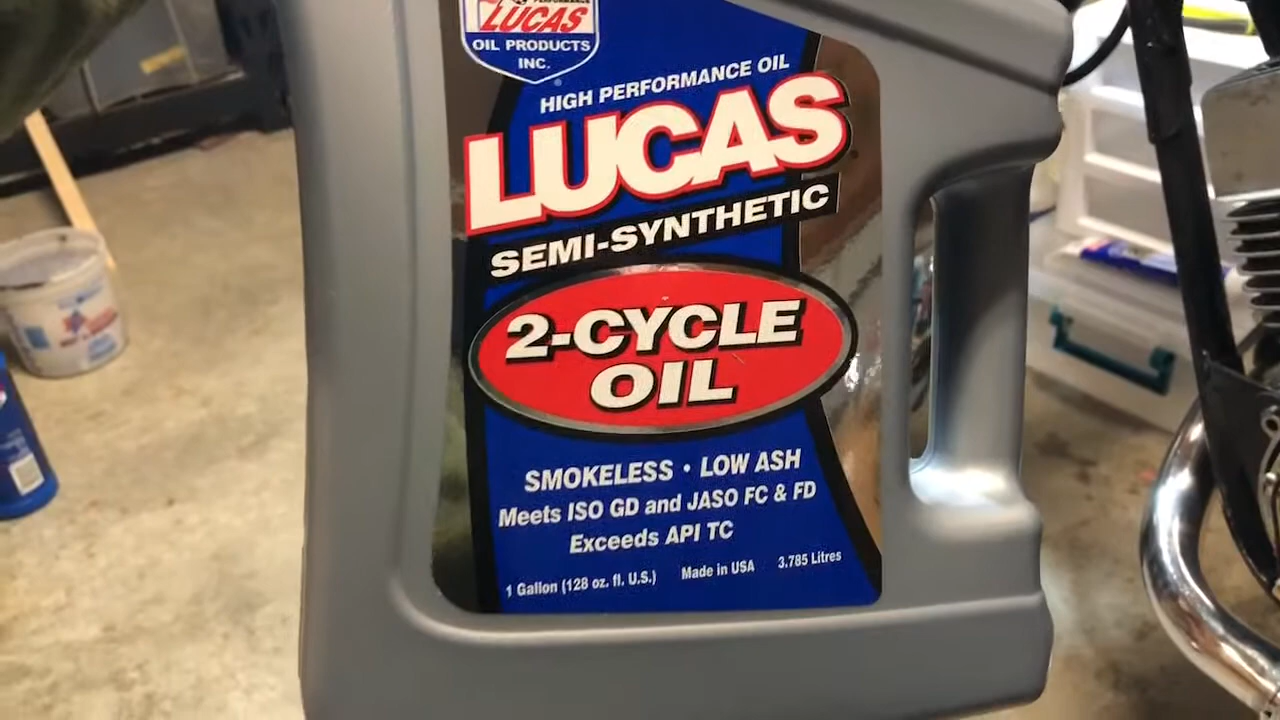 PERFORMANCE
LUCAS
OIL PRODUCTS
INC.
HIGH PERFORMANCE OIL
LUCAS
SEMI-SYNTHETIC
2-CYCLE
OIL
SMOKELESS • LOW ASH
Meets ISO GD and JASO FC & FD
Exceeds API TC
1 Gallon (128 oz. fl. U.S.) Made in USA 3.785 Litres